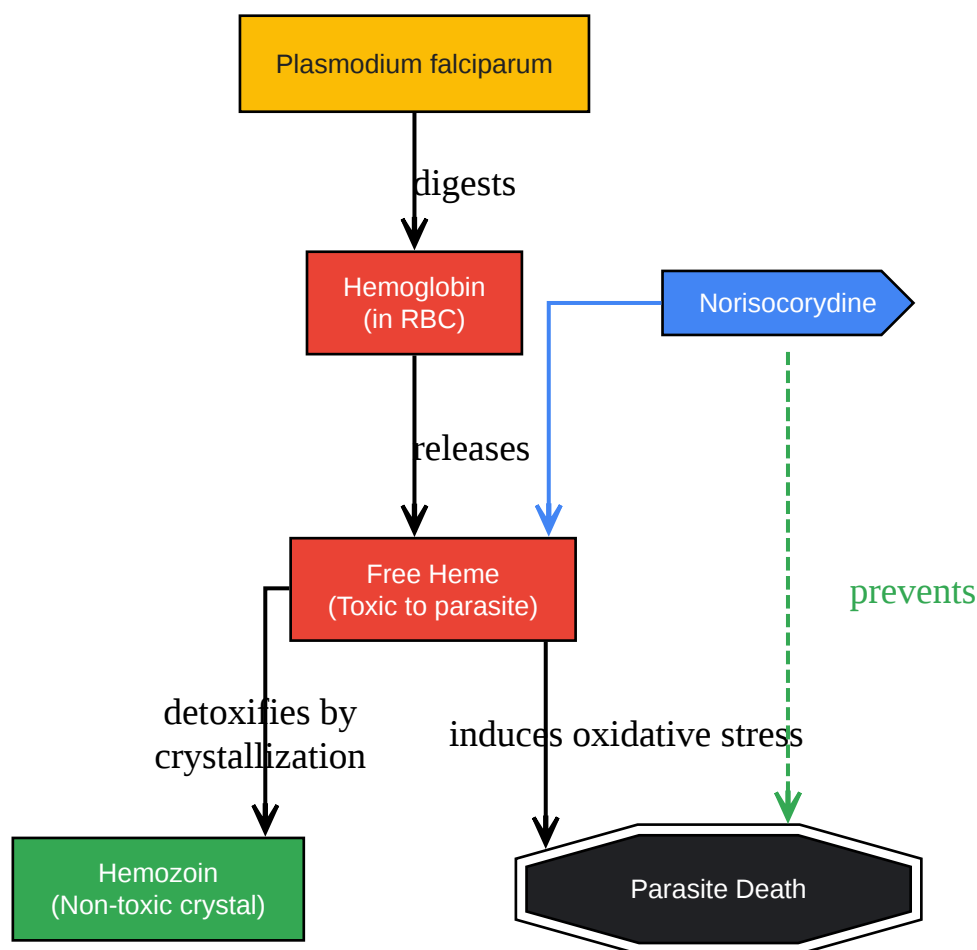 Plasmodium falciparum
digests
Hemoglobin
(in RBC)
Norisocorydine
releases
Free Heme
(Toxic to parasite)
prevents
detoxifies by
crystallization
induces oxidative stress
Hemozoin
(Non-toxic crystal)
Parasite Death